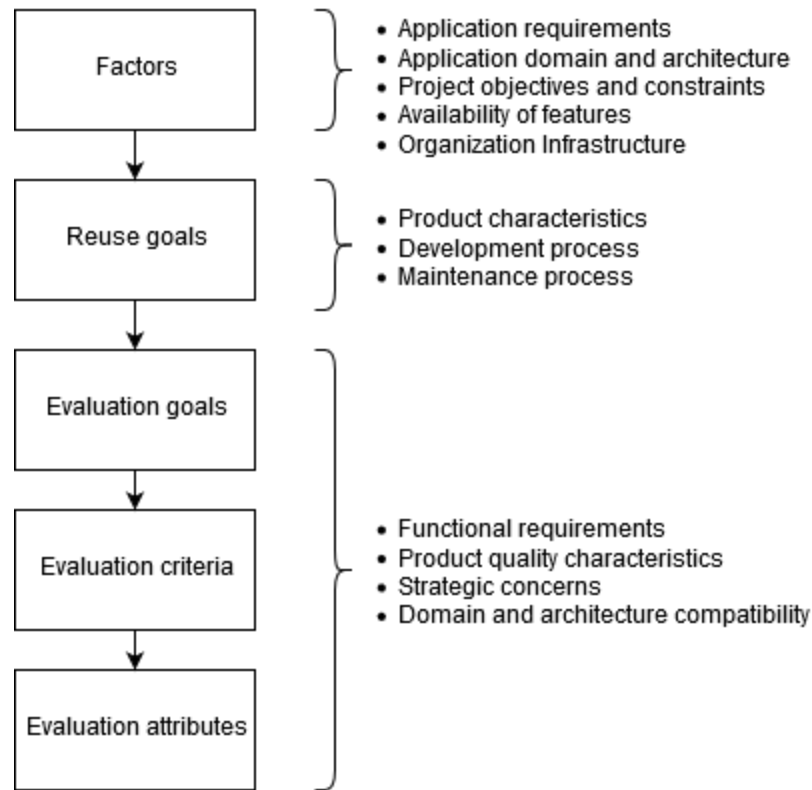 Factors
• Application requirements
• Application domain and architecture
• Project objectives and constraints
• Availability of features
• Organization Infrastructure
Reuse goals
• Product characteristics
• Development process
• Maintenance process
Evaluation goals
Evaluation criteria
Evaluation attributes
• Functional requirements
• Product quality characteristics
• Strategic concerns
• Domain and architecture compatibility